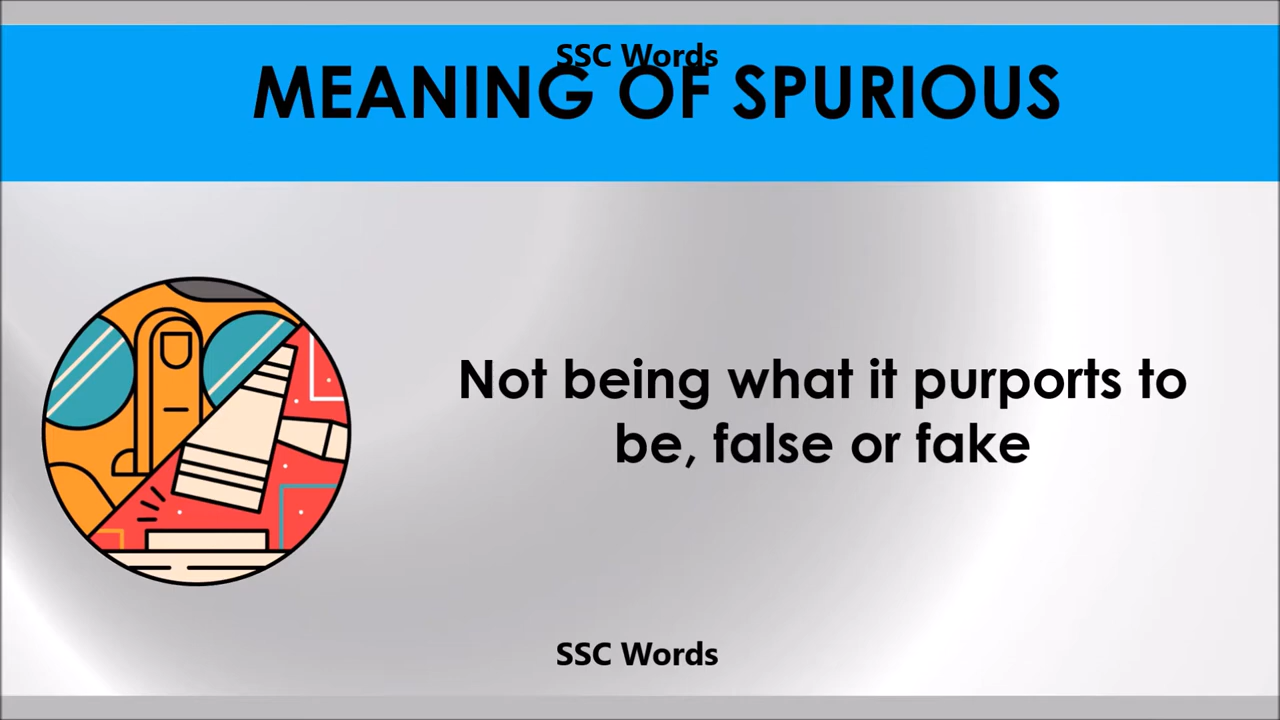 SSC Words
MEANING OF SPURIOUS
Not being what it purports to
be, false or fake
SSC Words